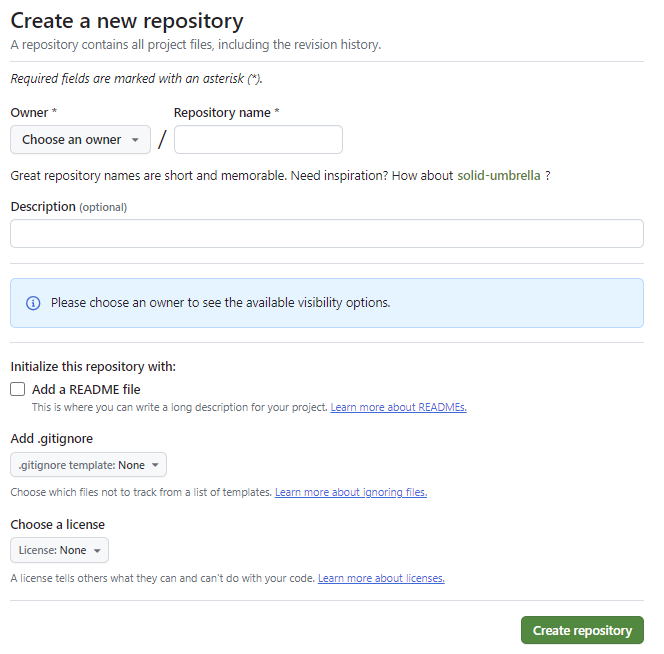 Create a new repository
A repository contains all project files, including the revision history.
Required fields are marked with an asterisk (*).
Owner * Repository name *
Choose an owner /
Great repository names are short and memorable. Need inspiration? How about solid-umbrella ?
Description (optional)
Please choose an owner to see the available visibility options.
Initialize this repository with:
Add a README file
This is where you can write a long description for your project. Learn more about READMEs.
Add .gitignore
.gitignore template: None
Choose which files not to track from a list of templates. Learn more about ignoring files.
Choose a license
License: None
A license tells others what they can and can't do with your code. Learn more about licenses.
Create repository